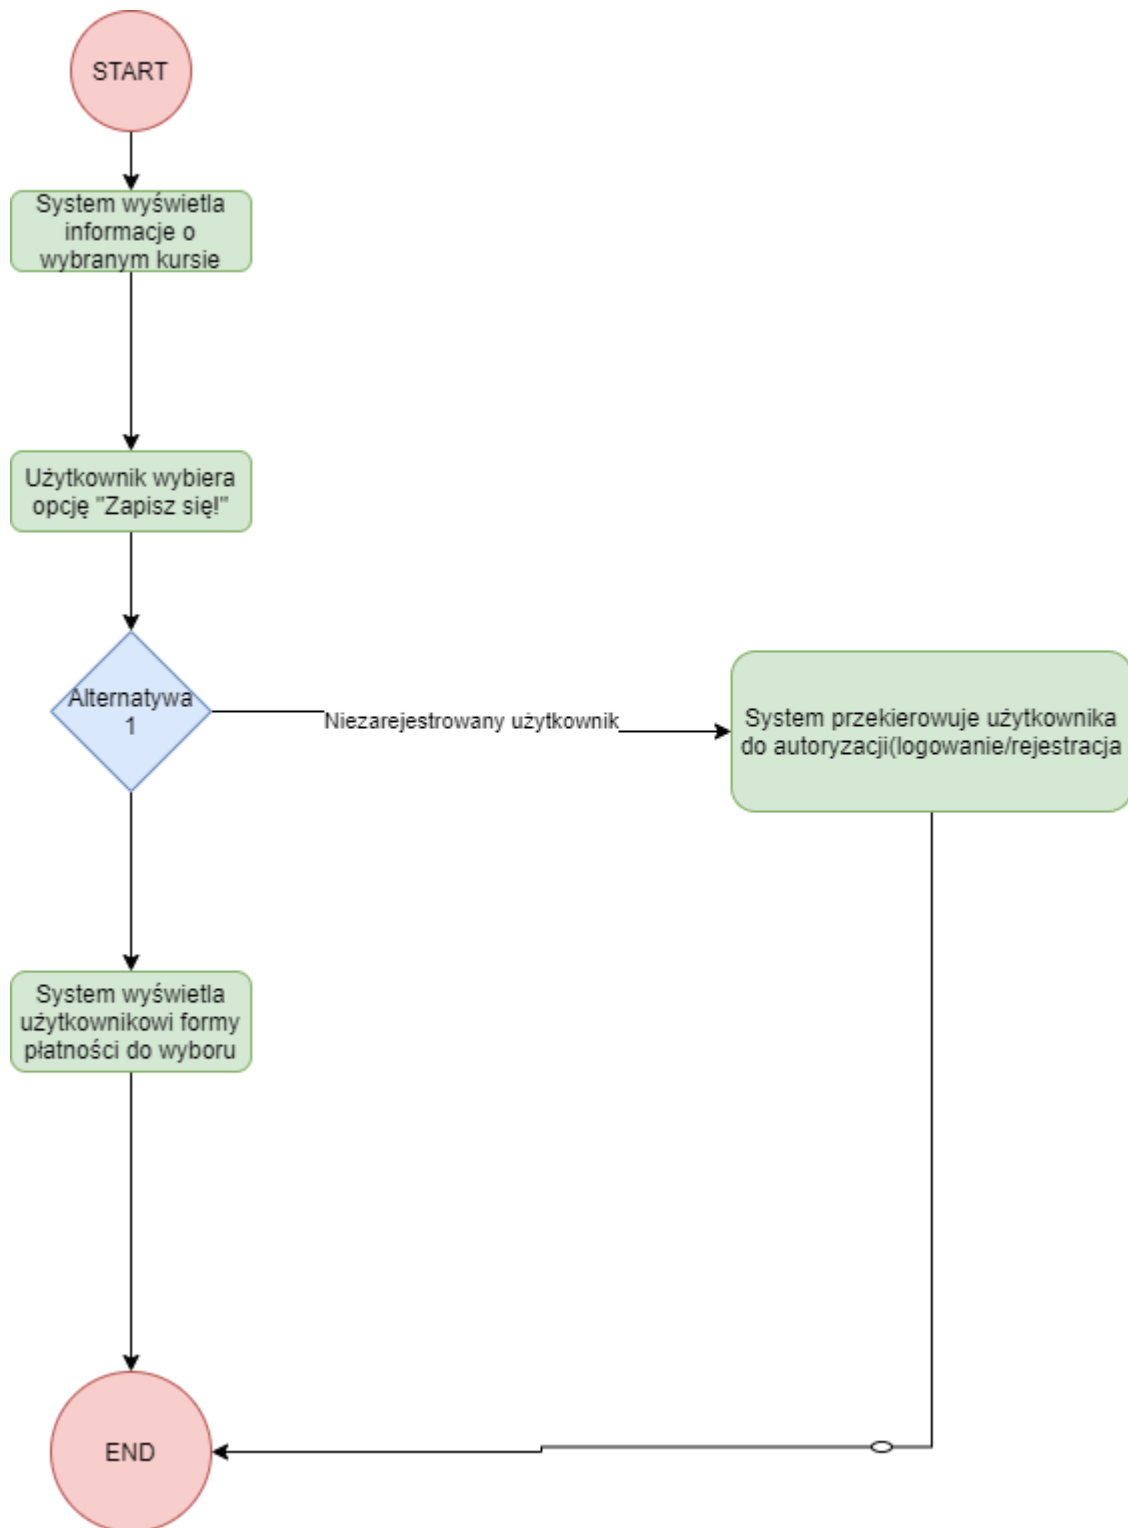 START
System wyświetla
informacje o
wybranym kursie
Użytkownik wybiera
opcję "Zapisz się!"
Alternatywa
1
Niezarejestrowany użytkownik
System przekierowuje użytkownika
do autoryzacji(logowanie/rejestracja
System wyświetla
użytkownikowi formy
płatności do wyboru
END